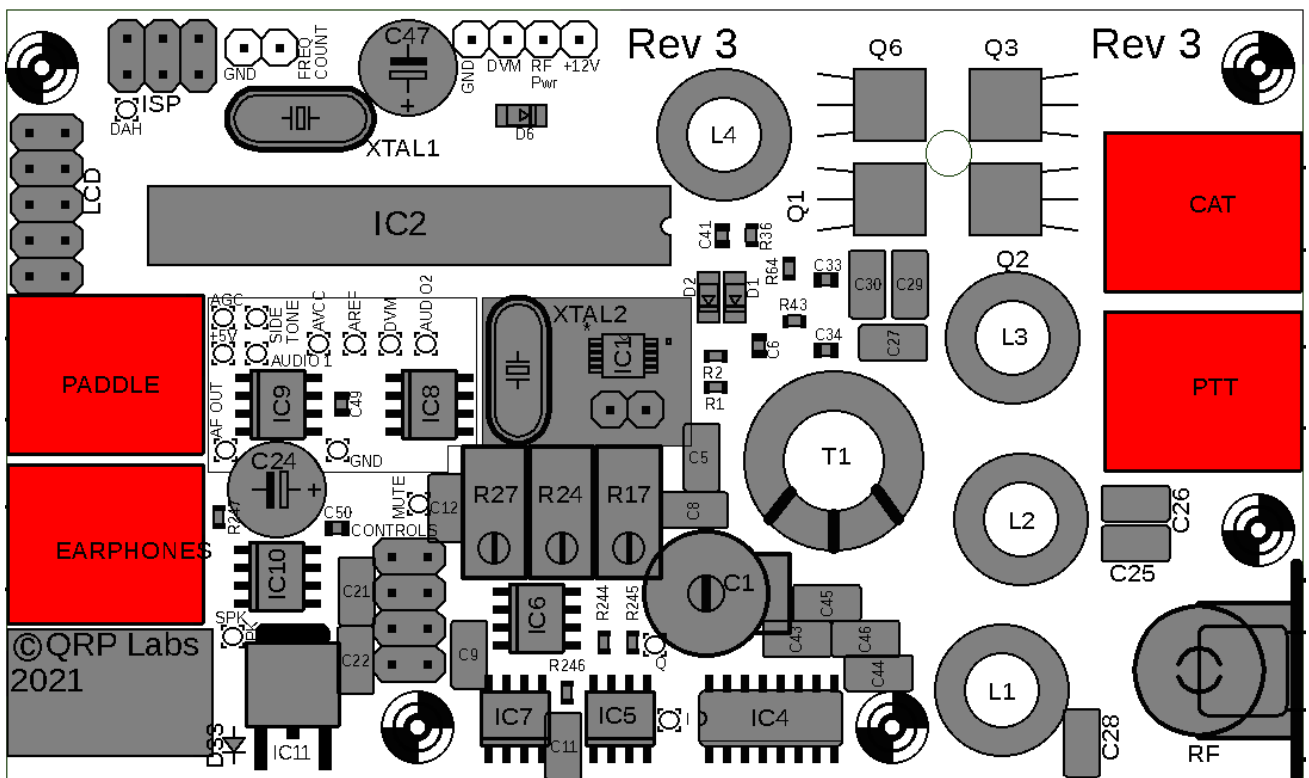 C47
Rev 3
Rev 3
Q6
Q3
GND
FREQ
COUNT
GND
DVM
RF
Pwr
+12V
ISP
DAH
D6
XTAL1
L4
LCD
IC2
Q1
CAT
C41
R36
Q2
R64
C33
C30
C29
D2
D1
AGC
SIDE
TONE
AVCC
AREF
DVM
AUDIO2
XTAL2
*
R43
+5V
AUDIO 1
IC1
C6
C34
C27
L3
PADDLE
R2
R1
PTT
IC9
C49
IC8
AF OUT
GND
C24
+
T1
C5
MUTE
C12
R27
R24
R17
C8
L2
C26
R247
C50
CONTROLS
EARPHONES
C25
IC10
C21
C1
C45
SPK
IC6
R244
R245
Q
C43
C46
©QRP Labs
2021
C22
C9
R246
C44
L1
IC7
IC5
I
IC4
D33
IC11
C11
C28
RF